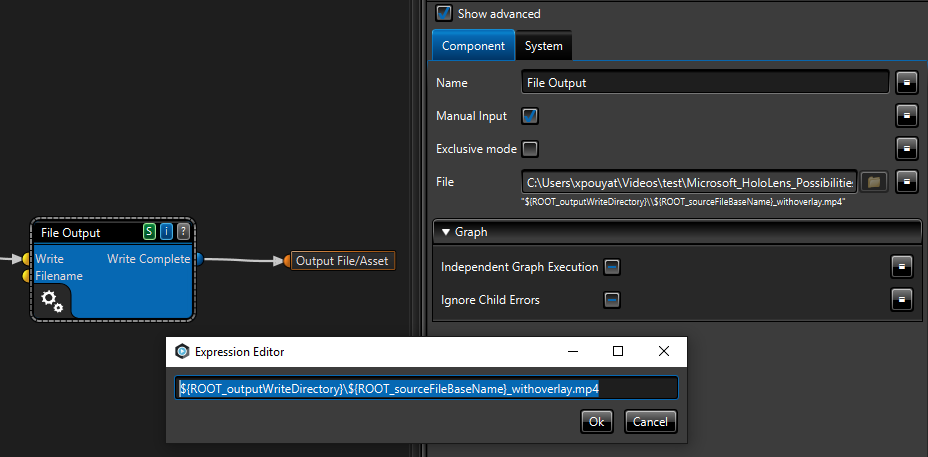 Show advanced
Component System
Name File Output
Manual Input
Exclusive mode
File C:\Users\xpouyat\Videos\test\Microsoft_HoloLens_Possibilities
"${ROOT_outputWriteDirectory}\\${ROOT_sourceFileBaseName}_withoverlay.mp4"
Graph
Independent Graph Execution
Ignore Child Errors
File Output S i ?
Write Write Complete
Filename
Output File/Asset
Expression Editor
${ROOT_outputWriteDirectory}\${ROOT_sourceFileBaseName}_withoverlay.mp4
Ok Cancel